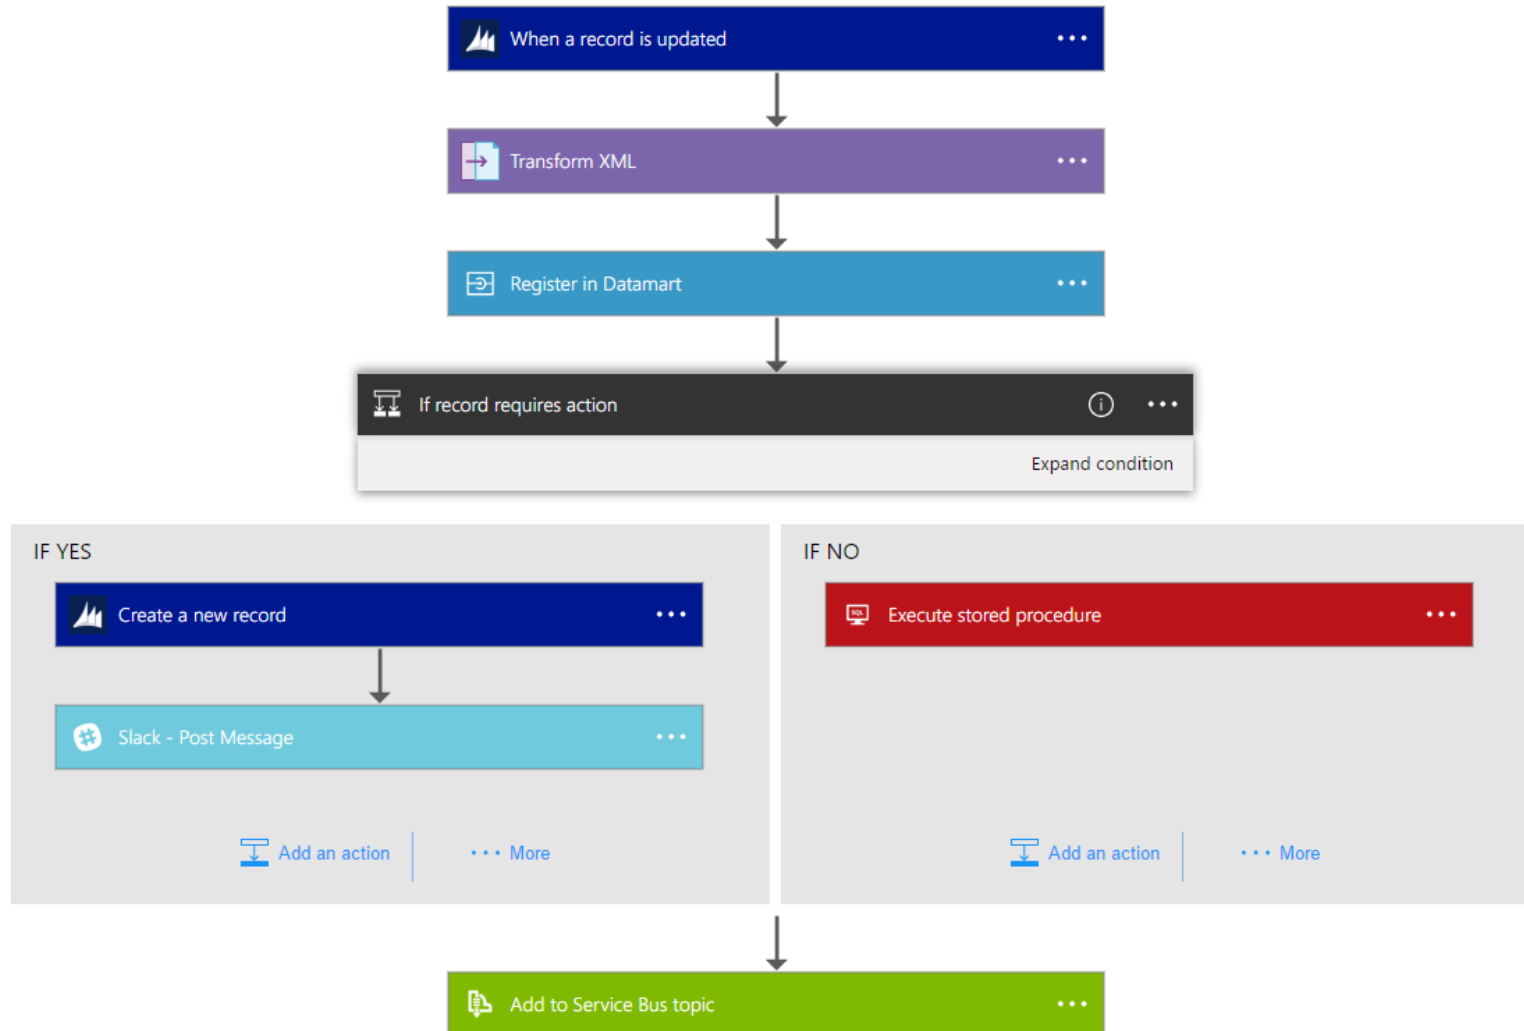 When a record is updated
Transform XML
Register in Datamart
If record requires action
Expand condition
IF YES
Create a new record
Slack - Post Message
Add an action
More
IF NO
SQL
Execute stored procedure
Add an action
More
Add to Service Bus topic